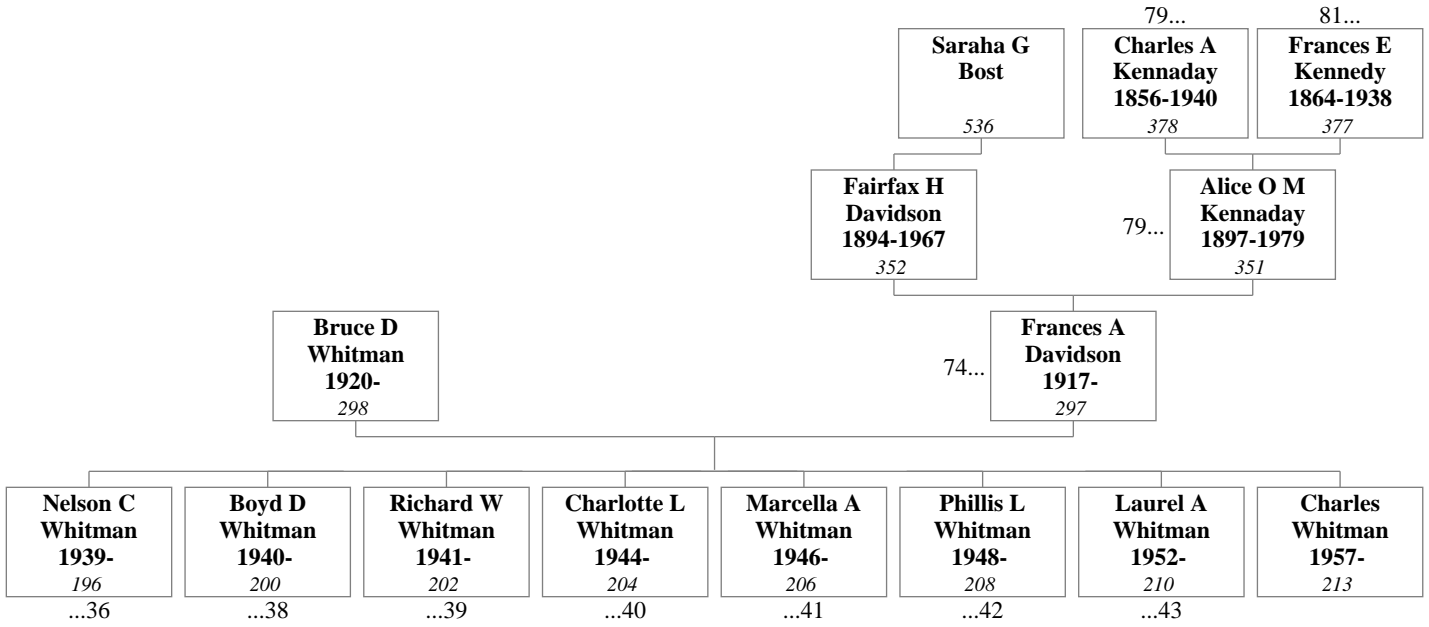 79...
81...
Saraha G
Bost
536
Charles A
Kennaday
1856-1940
378
Frances E
Kennedy
1864-1938
377
Fairfax H
Davidson
1894-1967
352
79...
Alice O M
Kennaday
1897-1979
351
Bruce D
Whitman
1920-
298
74...
Frances A
Davidson
1917-
297
Nelson C
Whitman
1939-
196
...36
Boyd D
Whitman
1940-
200
...38
Richard W
Whitman
1941-
202
...39
Charlotte L
Whitman
1944-
204
...40
Marcella A
Whitman
1946-
206
...41
Phillis L
Whitman
1948-
208
...42
Laurel A
Whitman
1952-
210
...43
Charles
Whitman
1957-
213